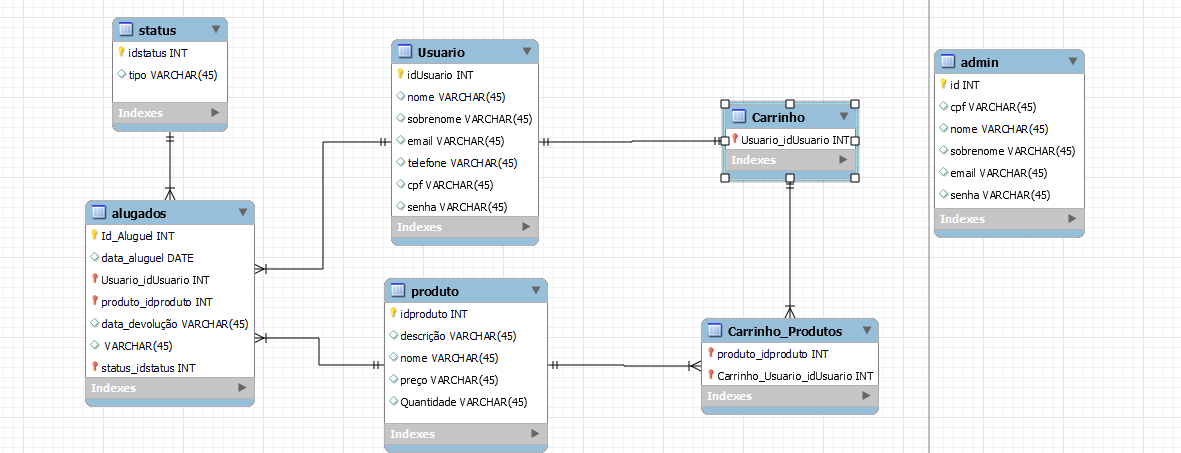 status
idstatus INT
tipo VARCHAR(45)
Indexes
Usuario
idUsuario INT
nome VARCHAR(45)
sobrenome VARCHAR(45)
email VARCHAR(45)
telefone VARCHAR(45)
cpf VARCHAR(45)
senha VARCHAR(45)
Indexes
Carrinho
Usuario_idUsuario INT
Indexes
admin
id INT
cpf VARCHAR(45)
nome VARCHAR(45)
sobrenome VARCHAR(45)
email VARCHAR(45)
senha VARCHAR(45)
Indexes
alugados
Id_Aluguel INT
data_aluguel DATE
Usuario_idUsuario INT
produto_idproduto INT
data_devolução VARCHAR(45)
VARCHAR(45)
status_idstatus INT
Indexes
produto
idproduto INT
descrição VARCHAR(45)
nome VARCHAR(45)
preço VARCHAR(45)
Quantidade VARCHAR(45)
Indexes
Carrinho_Produtos
produto_idproduto INT
Carrinho_Usuario_idUsuario INT
Indexes